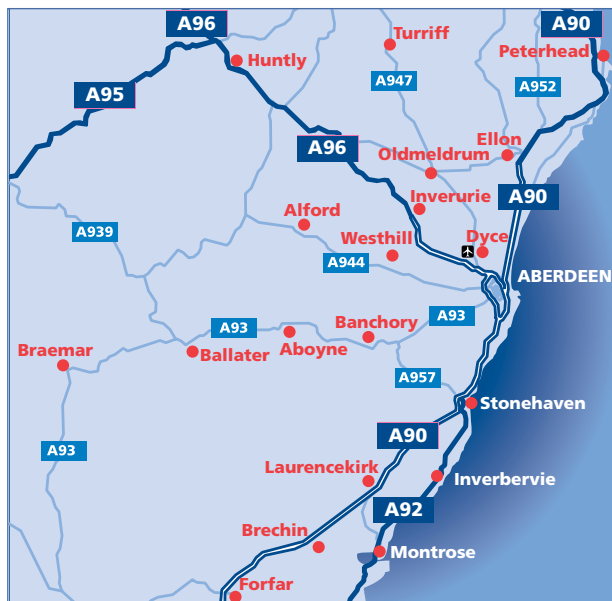 A96
A90
Turriff
Huntly
Peterhead
A947
A952
A95
A96
Ellon
Oldmeldrum
A90
Inverurie
Alford
A939
Westhill
Dyce
A944
ABERDEEN
A93
Banchory
A93
Braemar
Ballater
Aboyne
A957
Stonehaven
A90
A93
Laurencekirk
Inverbervie
A92
Brechin
Montrose
Forfar